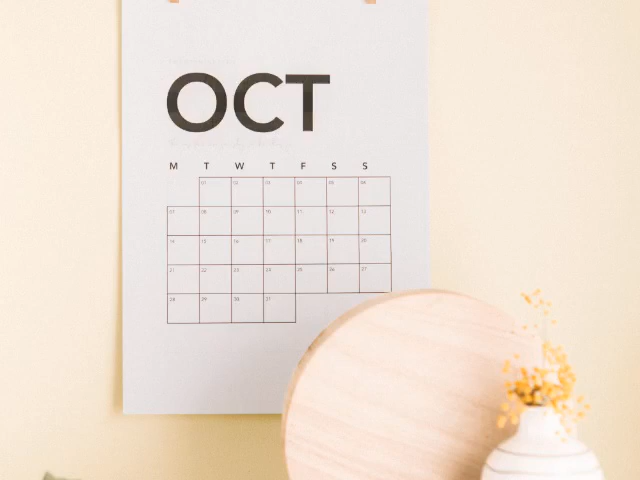 OCT
M T W T F S S
01 02 03 04 05 06
07 08 09 10 11 12 13
14 15 16 17 18 19 20
21 22 23 24 25 26 27
28 29 30 31